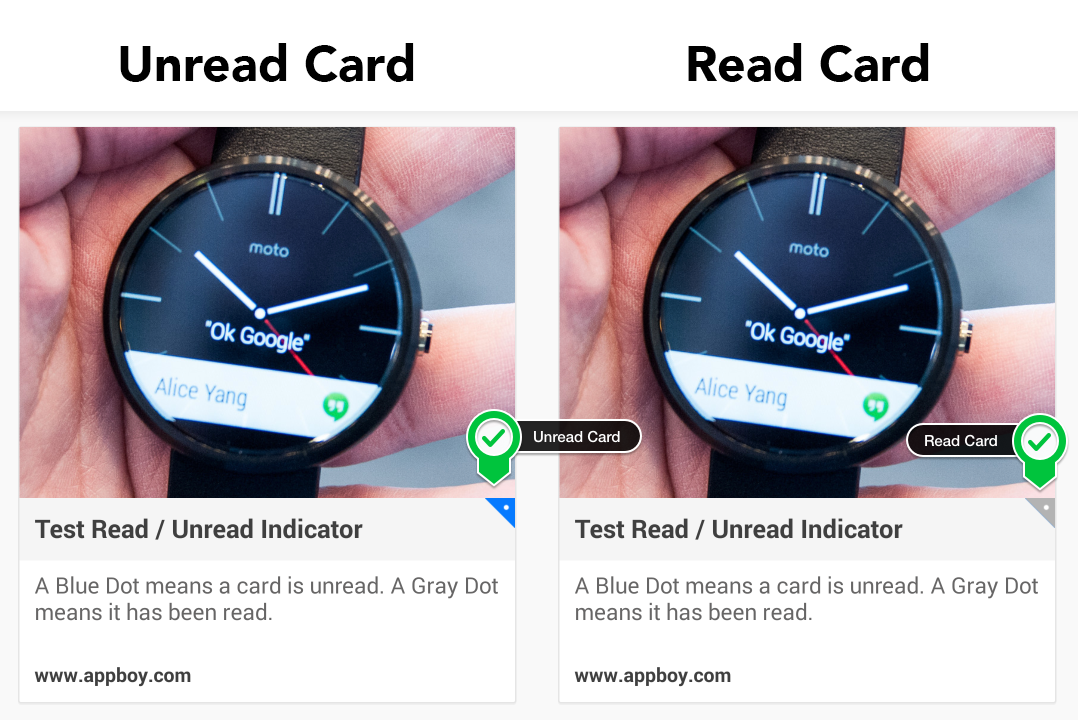 Unread Card
Read Card
moto
"Ok Google"
Alice Yang
Unread Card
Test Read / Unread Indicator
A Blue Dot means a card is unread. A Gray Dot
means it has been read.
www.appboy.com
moto
"Ok Google"
Alice Yang
Read Card
Test Read / Unread Indicator
A Blue Dot means a card is unread. A Gray Dot
means it has been read.
www.appboy.com